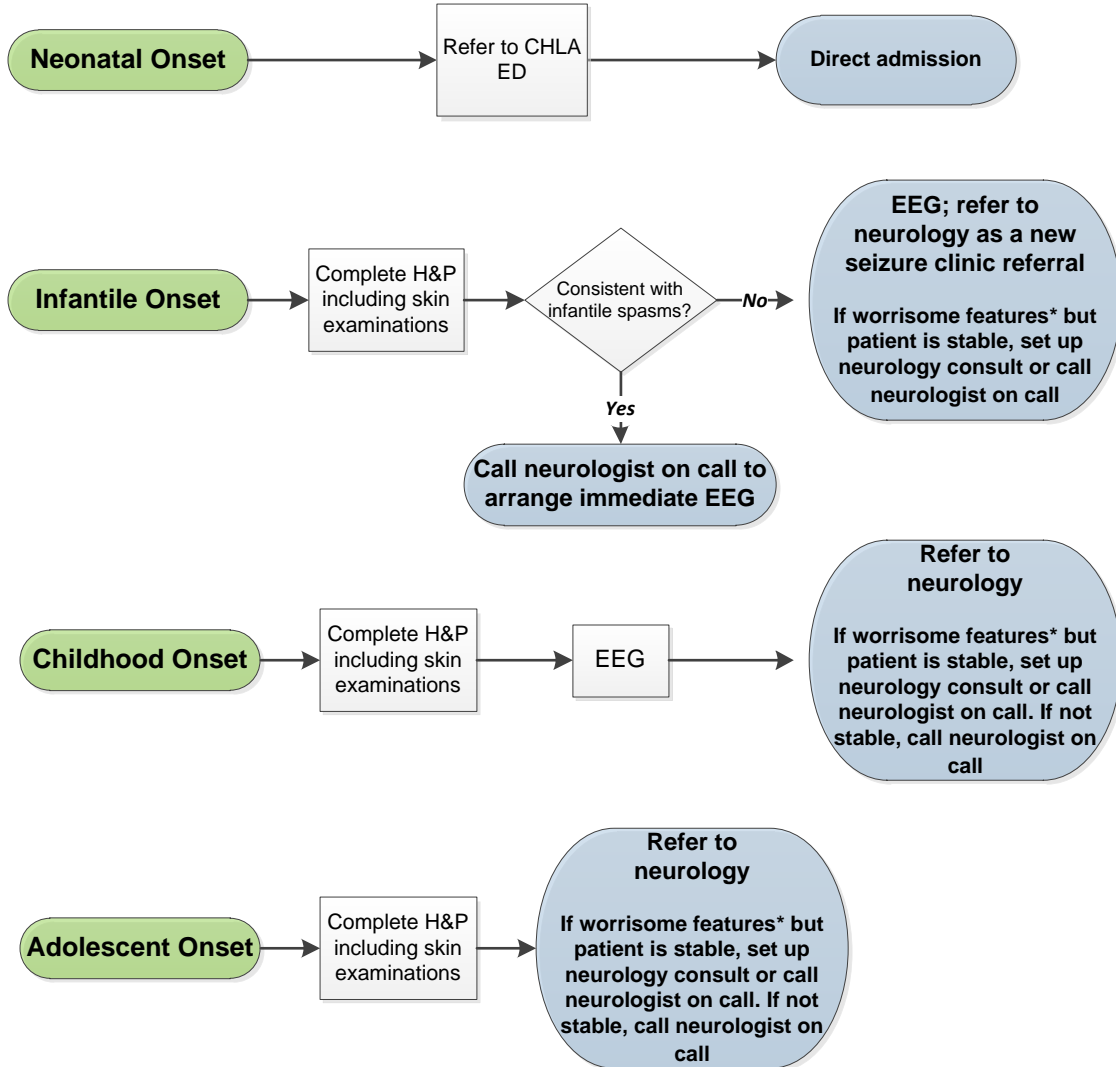 Neonatal Onset
Refer to CHLA
ED
Direct admission
Infantile Onset
Complete H&P
including skin
examinations
Consistent with
infantile spasms?
No
EEG; refer to
neurology as a new
seizure clinic referral
If worrisome features* but
patient is stable, set up
neurology consult or call
neurologist on call
Yes
Call neurologist on call to
arrange immediate EEG
Childhood Onset
Complete H&P
including skin
examinations
EEG
Refer to
neurology
If worrisome features* but
patient is stable, set up
neurology consult or call
neurologist on call. If not
stable, call neurologist on
call
Adolescent Onset
Complete H&P
including skin
examinations
Refer to
neurology
If worrisome features* but
patient is stable, set up
neurology consult or call
neurologist on call. If not
stable, call neurologist on
call